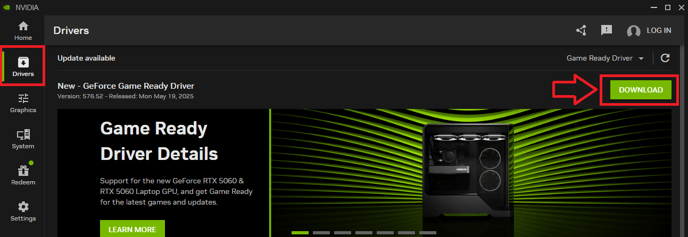 NVIDIA
Home
Drivers
Graphics
System
Redeem
Settings
Drivers
LOG IN
Update available
Game Ready Driver
New - GeForce Game Ready Driver
Version: 576.52 - Released: Mon May 19, 2025
DOWNLOAD
Game Ready
Driver Details
Support for the new GeForce RTX 5060 &
RTX 5060 Laptop GPU, and get Game Ready
for the latest games and updates.
LEARN MORE